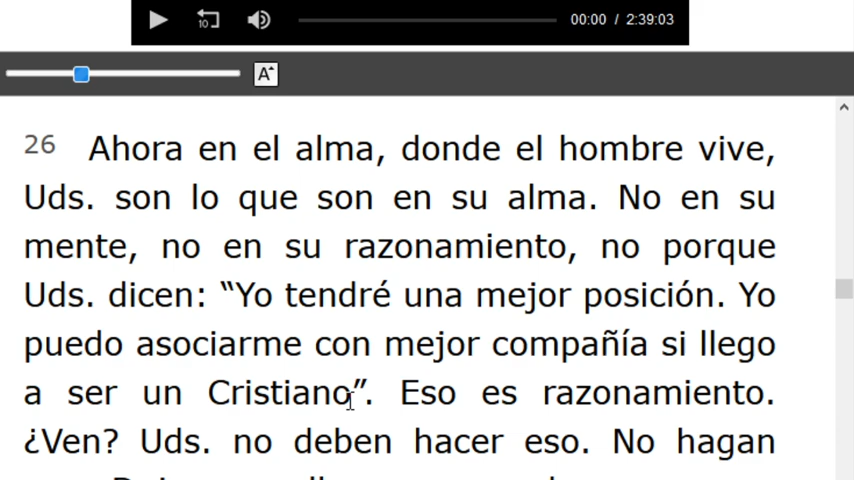 10
00:00 / 2:39:03
A
26 Ahora en el alma, donde el hombre vive,
Uds. son lo que son en su alma. No en su
mente, no en su razonamiento, no porque
Uds. dicen: “Yo tendré una mejor posición. Yo
puedo asociarme con mejor compañía si llego
a ser un Cristiano”. Eso es razonamiento.
¿Ven? Uds. no deben hacer eso. No hagan